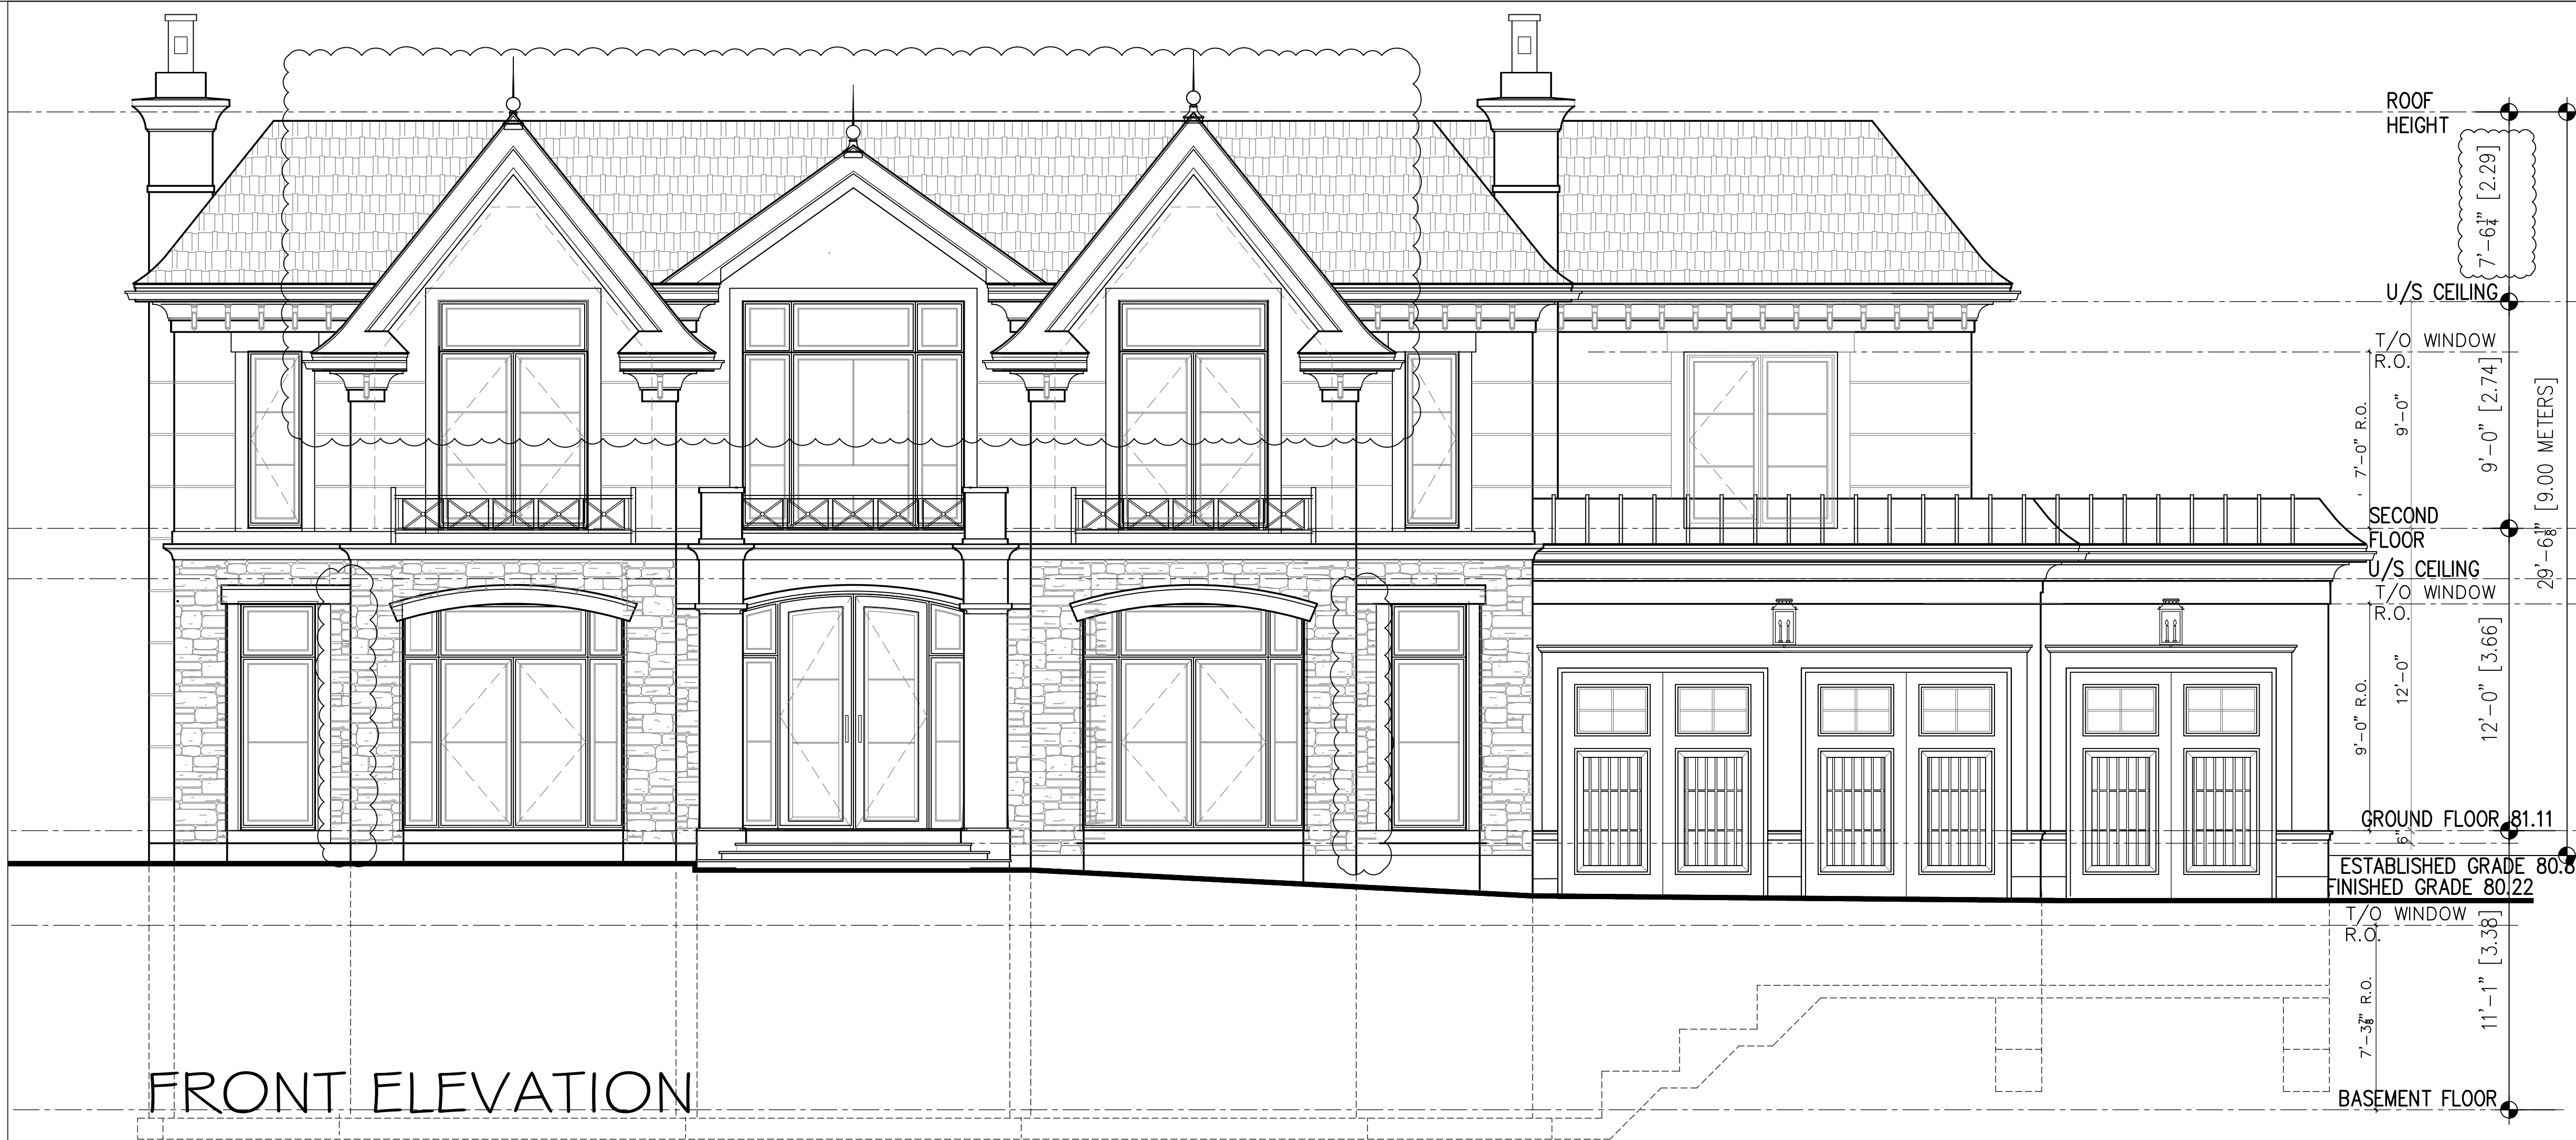 ROOF
HEIGHT
7'-6¼" [2.29]
U/S CEILING
T/O WINDOW
R.O.
7'-0" R.O.
9'-0"
9'-0" [2.74]
29'-6⅛" [9.00 METERS]
SECOND
FLOOR
U/S CEILING
T/O WINDOW
R.O.
9'-0" R.O.
12'-0"
12'-0" [3.66]
GROUND FLOOR 81.11
6"
ESTABLISHED GRADE 80.8
FINISHED GRADE 80.22
T/O WINDOW
R.O.
7'-3⅞" R.O.
11'-1" [3.38]
BASEMENT FLOOR
FRONT ELEVATION